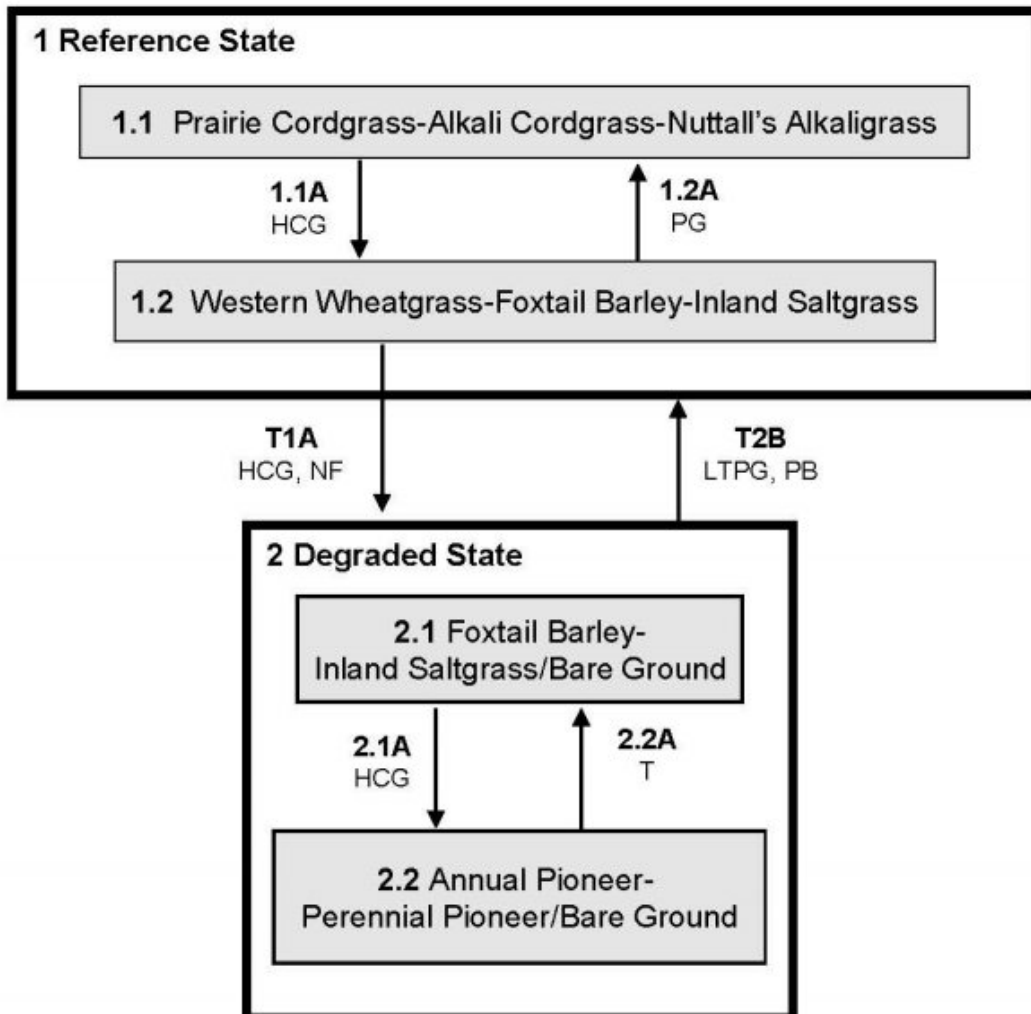 1 Reference State
1.1 Prairie Cordgrass-Alkali Cordgrass-Nuttall's Alkaligrass
1.1A
HCG
1.2A
PG
1.2 Western Wheatgrass-Foxtail Barley-Inland Saltgrass
T1A
HCG, NF
T2B
LTPG, PB
2 Degraded State
2.1 Foxtail Barley-
Inland Saltgrass/Bare Ground
2.1A
HCG
2.2A
T
2.2 Annual Pioneer-
Perennial Pioneer/Bare Ground